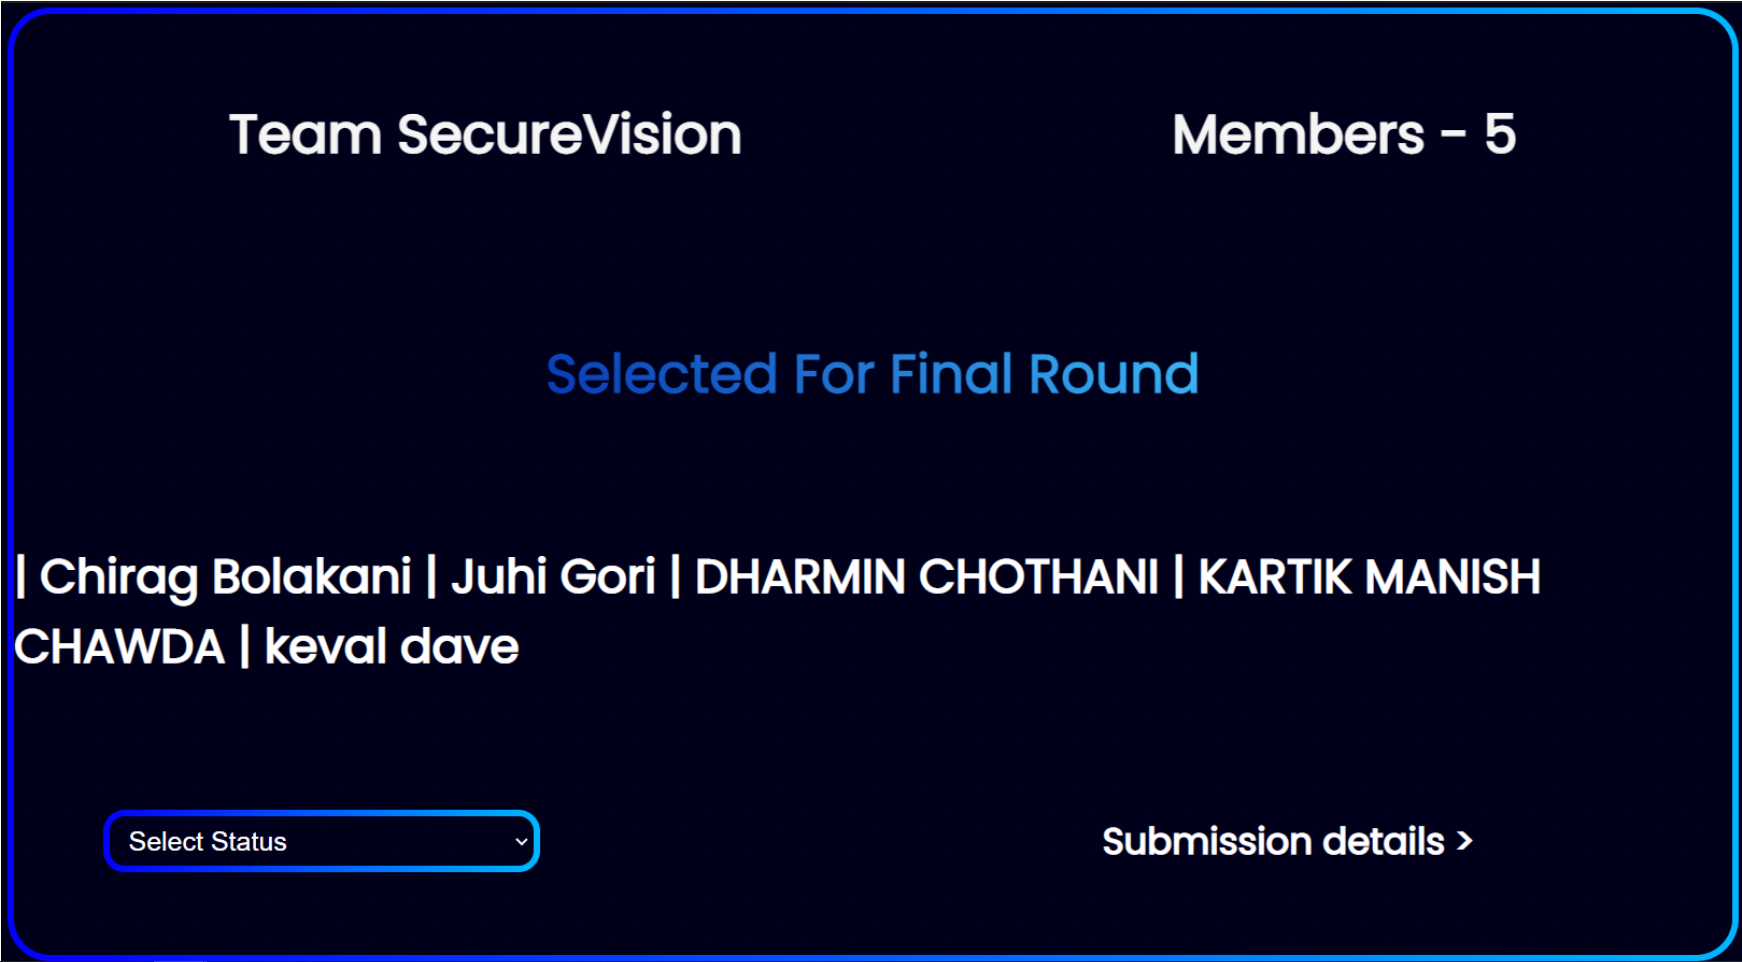 Team SecureVision
Members - 5
Selected For Final Round
| Chirag Bolakani | Juhi Gori | DHARMIN CHOTHANI | KARTIK MANISH
CHAWDA | keval dave
Select Status
Submission details >